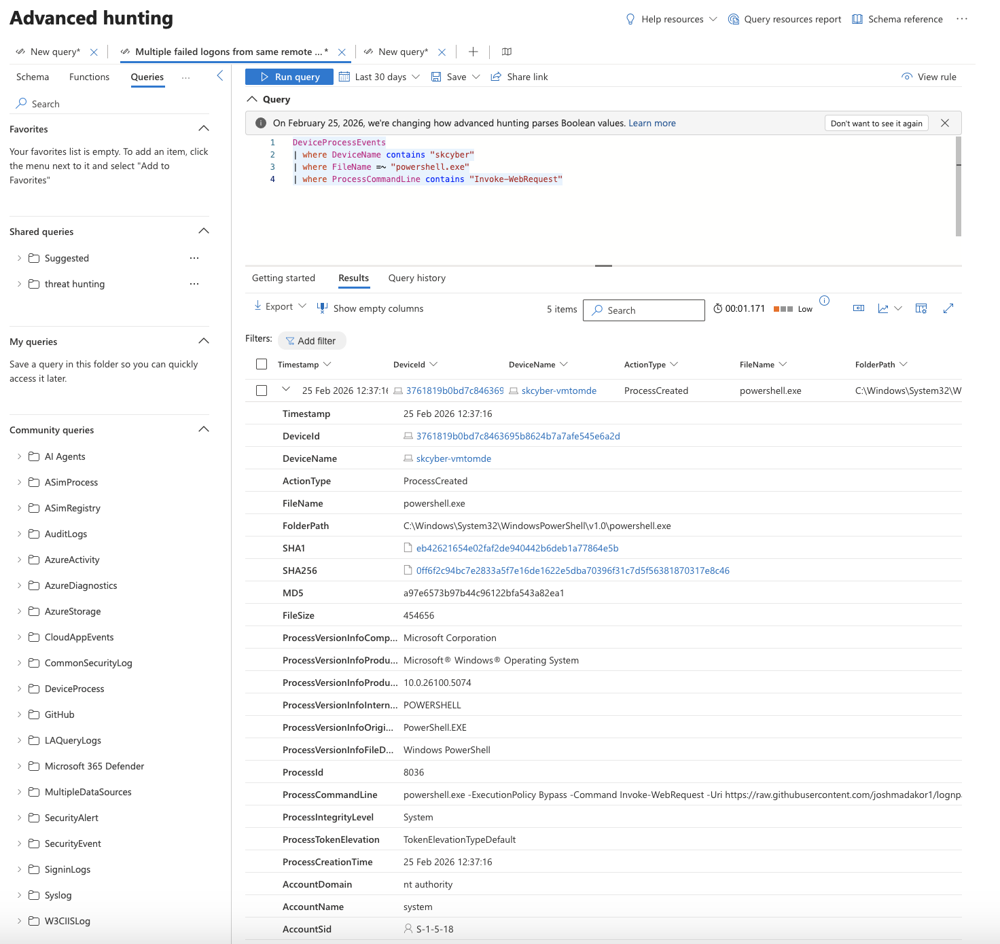 Advanced hunting
Help resources
Query resources report
Schema reference
New query*
Multiple failed logons from same remote ... *
New query*
Schema
Functions
Queries
Run query
Last 30 days
Save
Share link
View rule
Search
Query
Favorites
On February 25, 2026, we're changing how advanced hunting parses Boolean values. Learn more
Don't want to see it again
Your favorites list is empty. To add an item, click
the menu next to it and select "Add to
Favorites"
1 DeviceProcessEvents
2 | where DeviceName contains "skcyber"
3 | where FileName =~ "powershell.exe"
4 | where ProcessCommandLine contains "Invoke-WebRequest"
Shared queries
Suggested
threat hunting
Getting started
Results
Query history
Export
Show empty columns
5 items
Search
00:01.171
Low
My queries
Save a query in this folder so you can quickly
access it later.
Filters:
Add filter
Timestamp
DeviceId
DeviceName
ActionType
FileName
FolderPath
25 Feb 2026 12:37:16
3761819b0bd7c846369
skcyber-vmtomde
ProcessCreated
powershell.exe
C:\Windows\System32\W
Timestamp 25 Feb 2026 12:37:16
DeviceId 3761819b0bd7c8463695b8624b7a7afe545e6a2d
DeviceName skcyber-vmtomde
ActionType ProcessCreated
FileName powershell.exe
FolderPath C:\Windows\System32\WindowsPowerShell\v1.0\powershell.exe
SHA1 eb42621654e02faf2de940442b6deb1a77864e5b
SHA256 0ff6f2c94bc7e2833a5f7e16de1622e5dba70396f31c7d5f56381870317e8c46
MD5 a97e6573b97b44c96122bfa543a82ea1
FileSize 454656
ProcessVersionInfoComp... Microsoft Corporation
ProcessVersionInfoProdu... Microsoft® Windows® Operating System
ProcessVersionInfoProdu... 10.0.26100.5074
ProcessVersionInfoIntern... POWERSHELL
ProcessVersionInfoOrigi... PowerShell.EXE
ProcessVersionInfoFileD... Windows PowerShell
ProcessId 8036
ProcessCommandLine powershell.exe -ExecutionPolicy Bypass -Command Invoke-WebRequest -Uri https://raw.githubusercontent.com/joshmadakor1/lognpa
ProcessIntegrityLevel System
ProcessTokenElevation TokenElevationTypeDefault
ProcessCreationTime 25 Feb 2026 12:37:16
AccountDomain nt authority
AccountName system
AccountSid S-1-5-18
Community queries
AI Agents
ASimProcess
ASimRegistry
AuditLogs
AzureActivity
AzureDiagnostics
AzureStorage
CloudAppEvents
CommonSecurityLog
DeviceProcess
GitHub
LAQueryLogs
Microsoft 365 Defender
MultipleDataSources
SecurityAlert
SecurityEvent
SigninLogs
Syslog
W3CIISLog